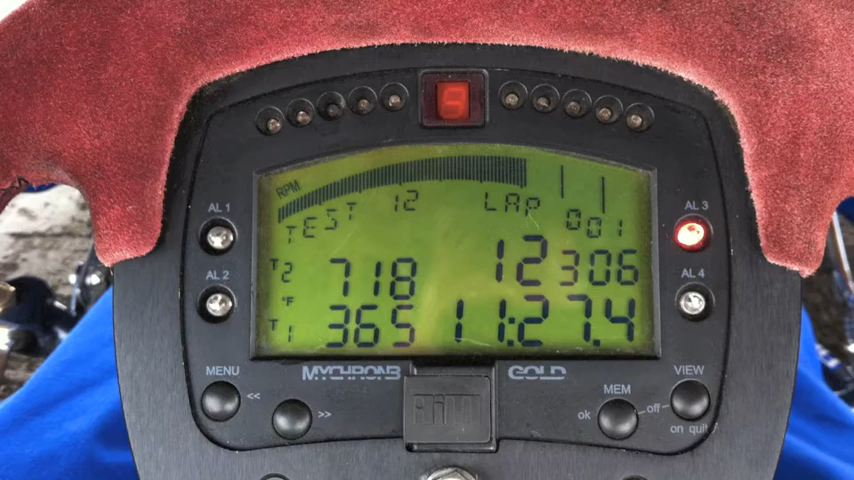 5
RPM
TEST 12 LAP 001
AL 1
AL 3
T2 718 12306
AL 2
AL 4
°F
T1 365 11:27.4
MENU << >>
MYCHRON3 GOLD
AIM
MEM VIEW
ok off
on quit